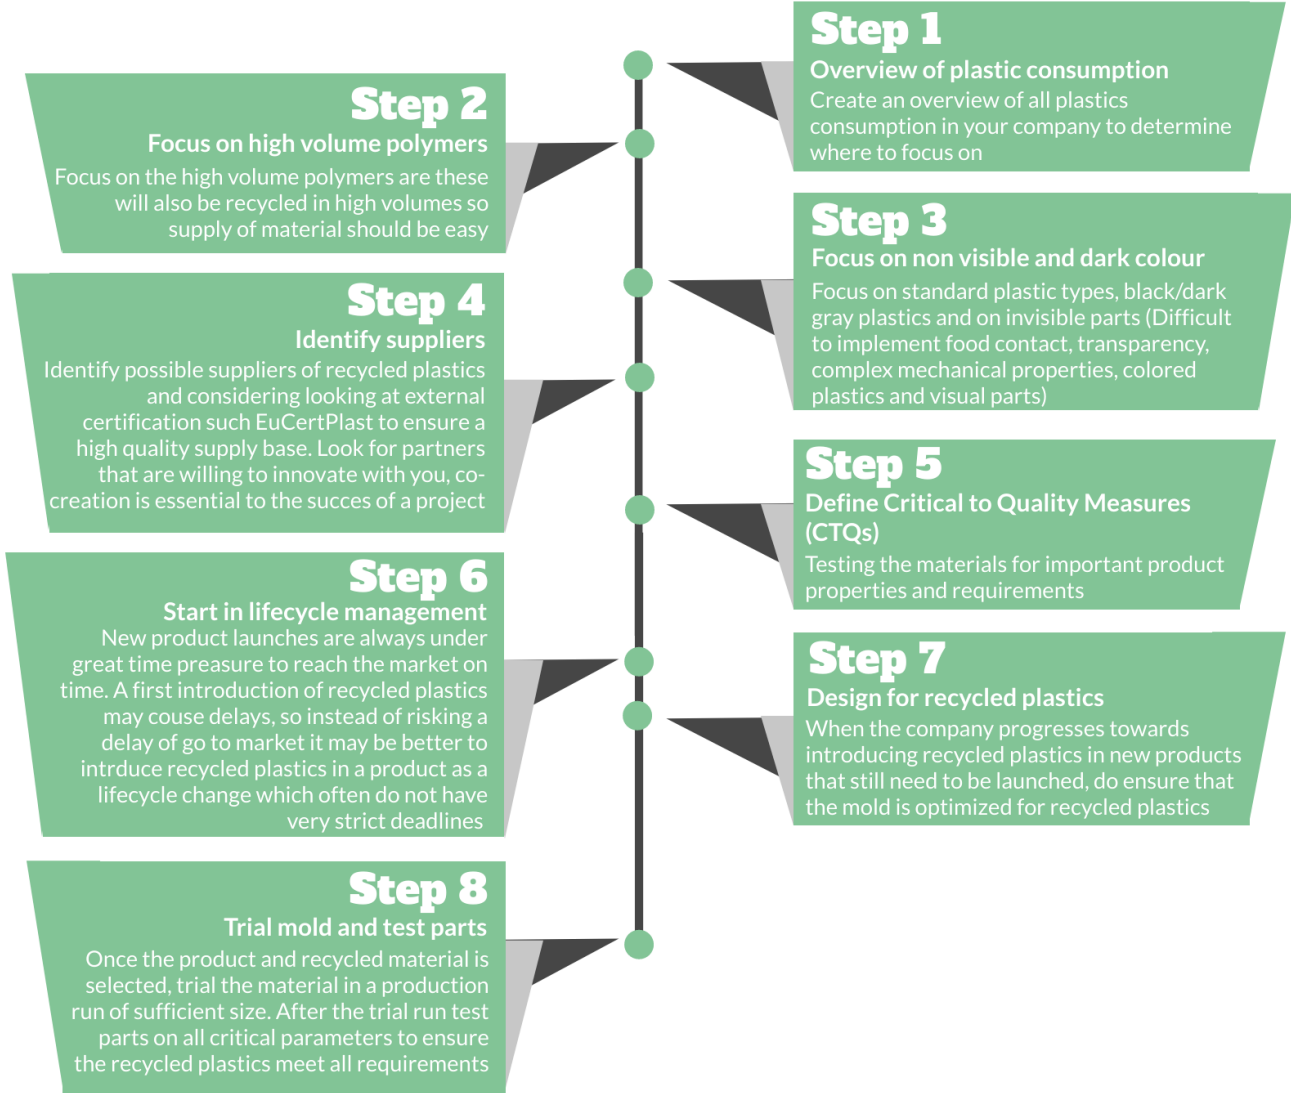 Step 1
Overview of plastic consumption
Create an overview of all plastics
consumption in your company to determine
where to focus on
Step 2
Focus on high volume polymers
Focus on the high volume polymers are these
will also be recycled in high volumes so
supply of material should be easy
Step 3
Focus on non visible and dark colour
Focus on standard plastic types, black/dark
gray plastics and on invisible parts (Difficult
to implement food contact, transparency,
complex mechanical properties, colored
plastics and visual parts)
Step 4
Identify suppliers
Identify possible suppliers of recycled plastics
and considering looking at external
certification such EuCertPlast to ensure a
high quality supply base. Look for partners
that are willing to innovate with you, co-
creation is essential to the succes of a project
Step 5
Define Critical to Quality Measures
(CTQs)
Testing the materials for important product
properties and requirements
Step 6
Start in lifecycle management
New product launches are always under
great time preasure to reach the market on
time. A first introduction of recycled plastics
may couse delays, so instead of risking a
delay of go to market it may be better to
intrduce recycled plastics in a product as a
lifecycle change which often do not have
very strict deadlines
Step 7
Design for recycled plastics
When the company progresses towards
introducing recycled plastics in new products
that still need to be launched, do ensure that
the mold is optimized for recycled plastics
Step 8
Trial mold and test parts
Once the product and recycled material is
selected, trial the material in a production
run of sufficient size. After the trial run test
parts on all critical parameters to ensure
the recycled plastics meet all requirements